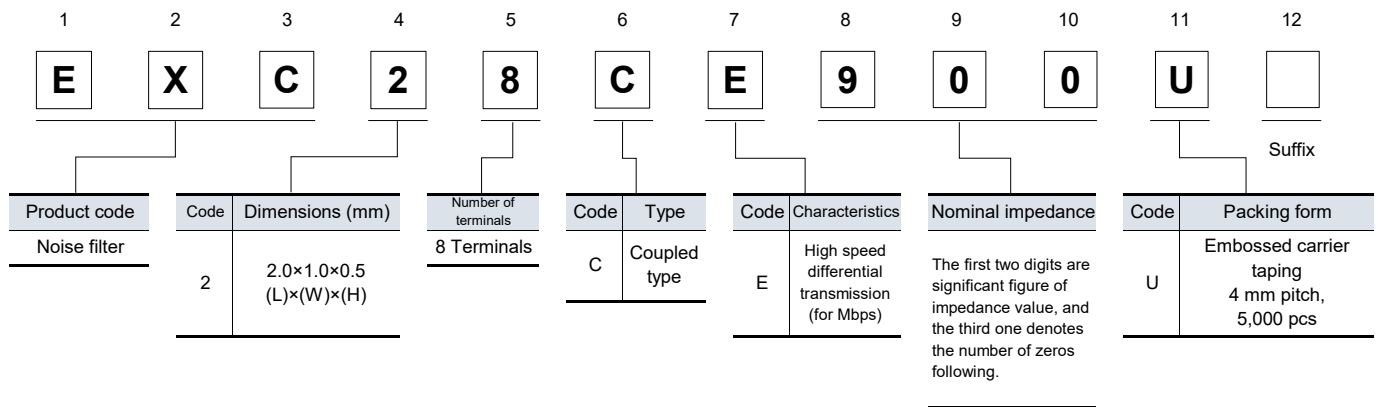 1 2 3 4 5 6 7 8 9 10 11 12
E X C 2 8 C E 9 0 0 U
Suffix
Product code
Noise filter
Code Dimensions (mm)
2
2.0×1.0×0.5
(L)×(W)×(H)
Number of
terminals
8 Terminals
Code Type
C
Coupled
type
Code Characteristics
E
High speed
differential
transmission
(for Mbps)
Nominal impedance
The first two digits are
significant figure of
impedance value, and
the third one denotes
the number of zeros
following.
Code Packing form
U
Embossed carrier
taping
4 mm pitch,
5,000 pcs